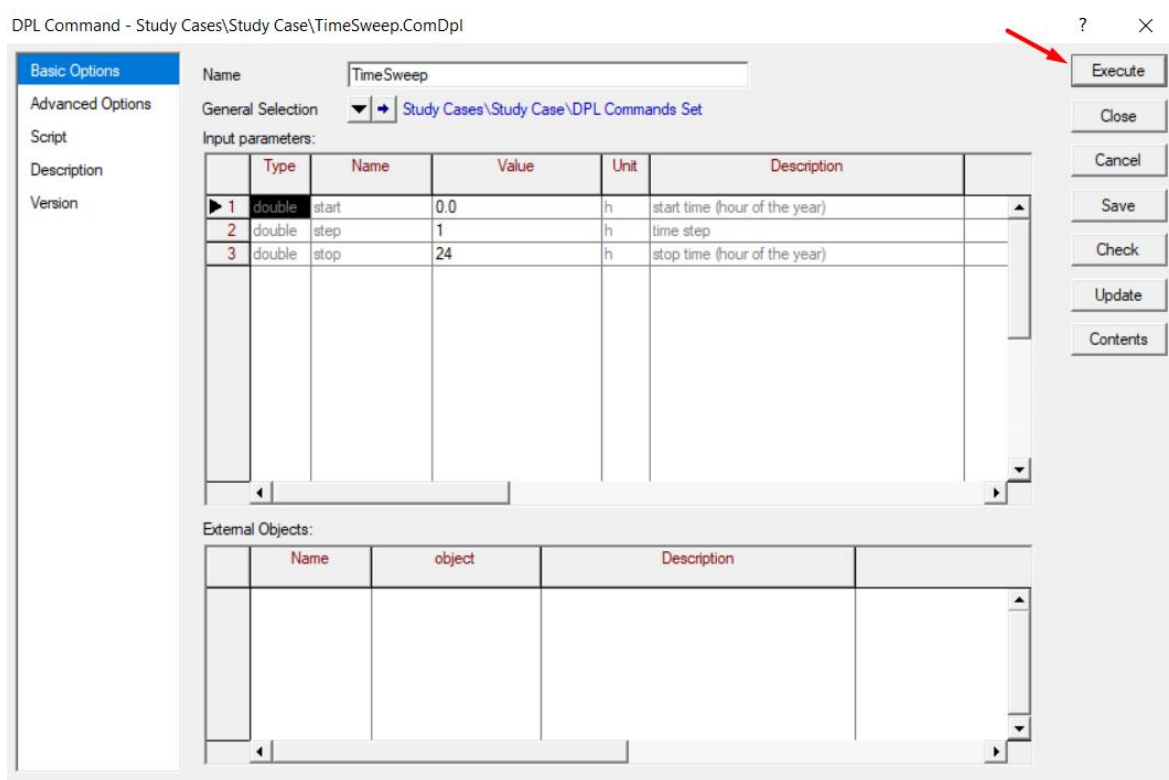 DPL Command - Study Cases\Study Case\TimeSweep.ComDpl ? ×
Basic Options
Advanced Options
Script
Description
Version
Name TimeSweep
General Selection Study Cases\Study Case\DPL Commands Set
Input parameters:
Type Name Value Unit Description
1 double start 0.0 h start time (hour of the year)
2 double step 1 h time step
3 double stop 24 h stop time (hour of the year)
External Objects:
Name object Description
Execute
Close
Cancel
Save
Check
Update
Contents